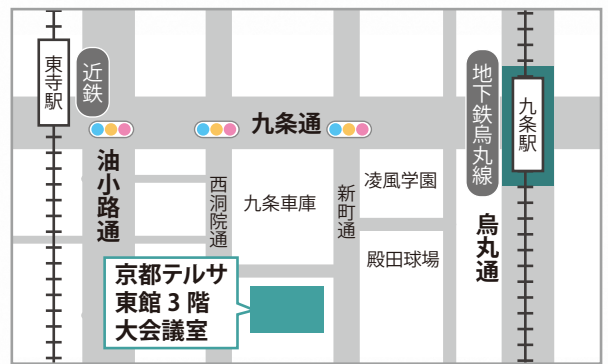 東寺駅
近鉄
地下鉄烏丸線
九条駅
九条通
油小路通
西洞院通
九条車庫
新町通
凌風学園
烏丸通
殿田球場
京都テルサ
東館 3 階
大会議室